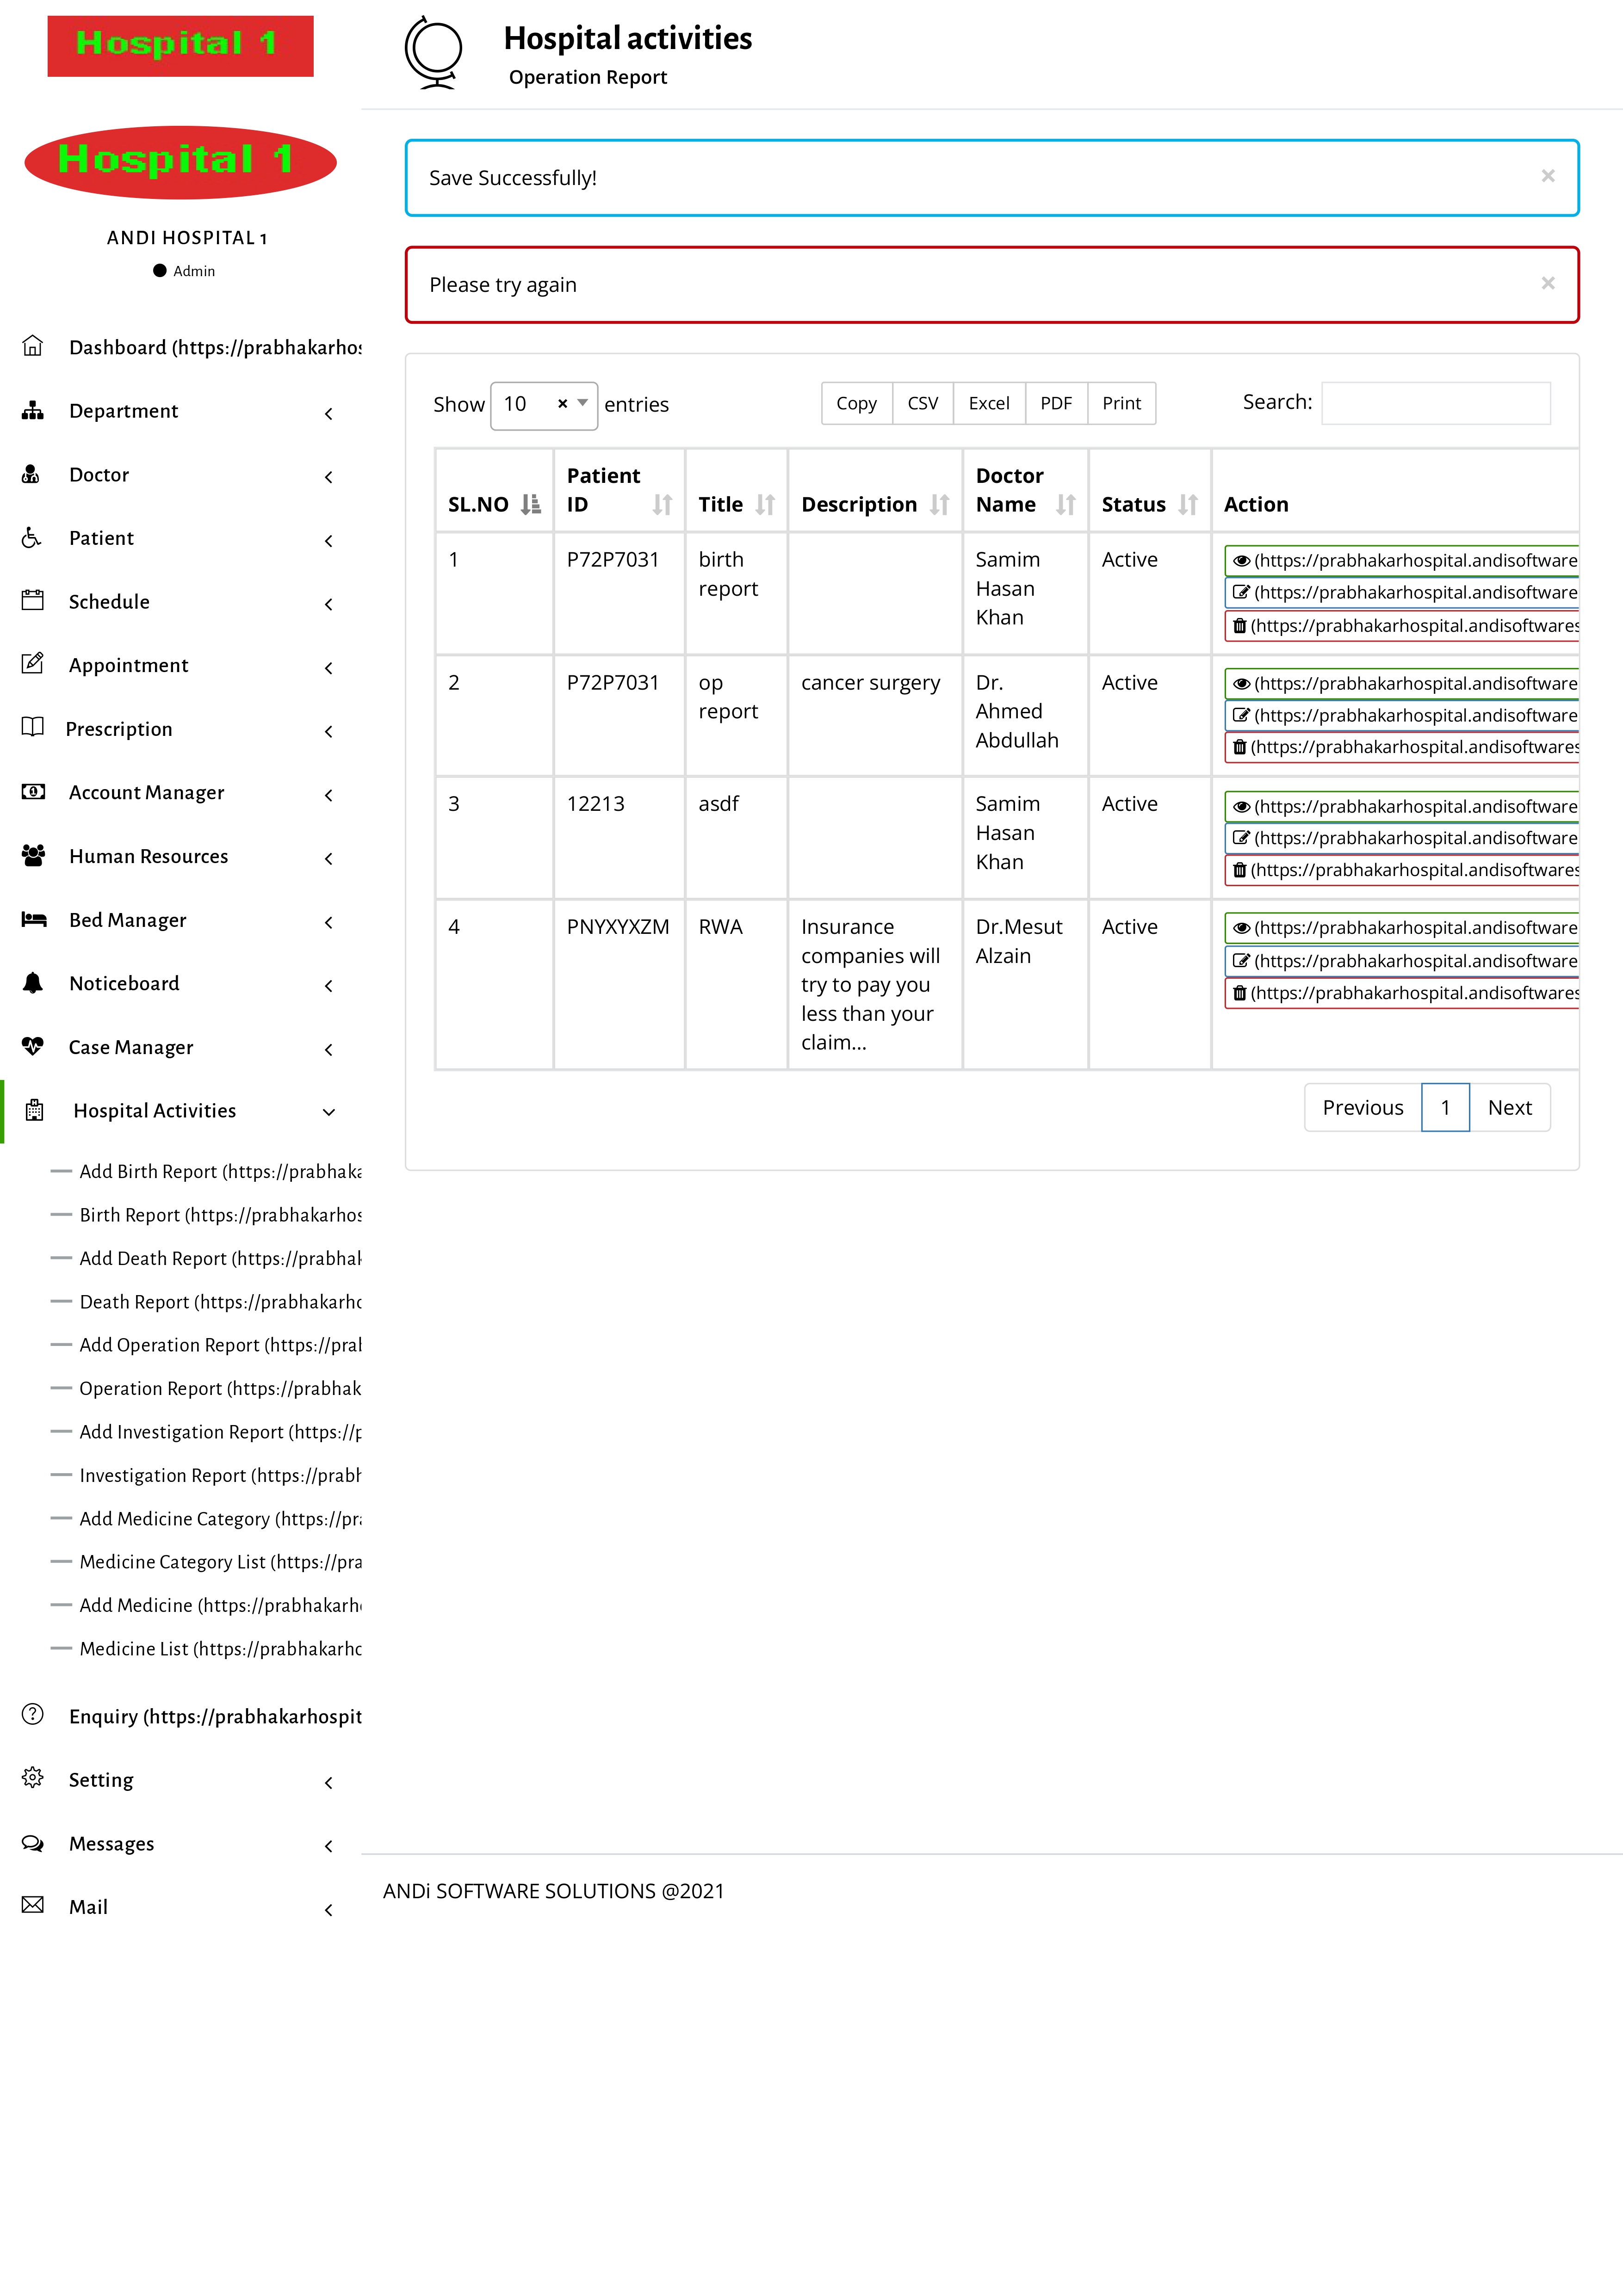 Hospital 1
Hospital 1
ANDI HOSPITAL 1
Admin
Dashboard (https://prabhakarhos
Department
Doctor
Patient
Schedule
Appointment
Prescription
Account Manager
Human Resources
Bed Manager
Noticeboard
Case Manager
Hospital Activities
Add Birth Report (https://prabhaka
Birth Report (https://prabhakarhos
Add Death Report (https://prabhak
Death Report (https://prabhakarho
Add Operation Report (https://prab
Operation Report (https://prabhak
Add Investigation Report (https://p
Investigation Report (https://prabh
Add Medicine Category (https://pra
Medicine Category List (https://pra
Add Medicine (https://prabhakarho
Medicine List (https://prabhakarho
Enquiry (https://prabhakarhospit
Setting
Messages
Mail
Hospital activities
Operation Report
Save Successfully! ×
Please try again ×
Show 10 × entries Copy CSV Excel PDF Print Search:
Patient Doctor
SL.NO ID Title Description Name Status Action
1 P72P7031 birth Samim Active (https://prabhakarhospital.andisoftware
report Hasan (https://prabhakarhospital.andisoftware
Khan (https://prabhakarhospital.andisoftwares
2 P72P7031 op cancer surgery Dr. Active (https://prabhakarhospital.andisoftware
report Ahmed (https://prabhakarhospital.andisoftware
Abdullah (https://prabhakarhospital.andisoftwares
3 12213 asdf Samim Active (https://prabhakarhospital.andisoftware
Hasan (https://prabhakarhospital.andisoftware
Khan (https://prabhakarhospital.andisoftwares
4 PNYXYXZM RWA Insurance Dr.Mesut Active (https://prabhakarhospital.andisoftware
companies will Alzain (https://prabhakarhospital.andisoftware
try to pay you (https://prabhakarhospital.andisoftwares
less than your
claim...
Previous 1 Next
ANDi SOFTWARE SOLUTIONS @2021